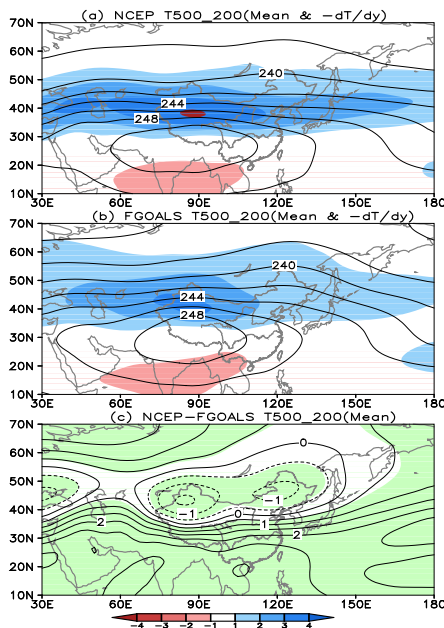 (a) NCEP T500_200(Mean & -dT/dy)
70N
60N
50N
40N
30N
20N
10N
240
244
248
30E 60E 90E 120E 150E 180
(b) FGOALS T500_200(Mean & -dT/dy)
70N
60N
50N
40N
30N
20N
10N
240
244
248
30E 60E 90E 120E 150E 180
(c) NCEP-FGOALS T500_200(Mean)
70N
60N
50N
40N
30N
20N
10N
0
-1
-1
2
0
1
2
30E 60E 90E 120E 150E 180
-4 -3 -2 -1 1 2 3 4